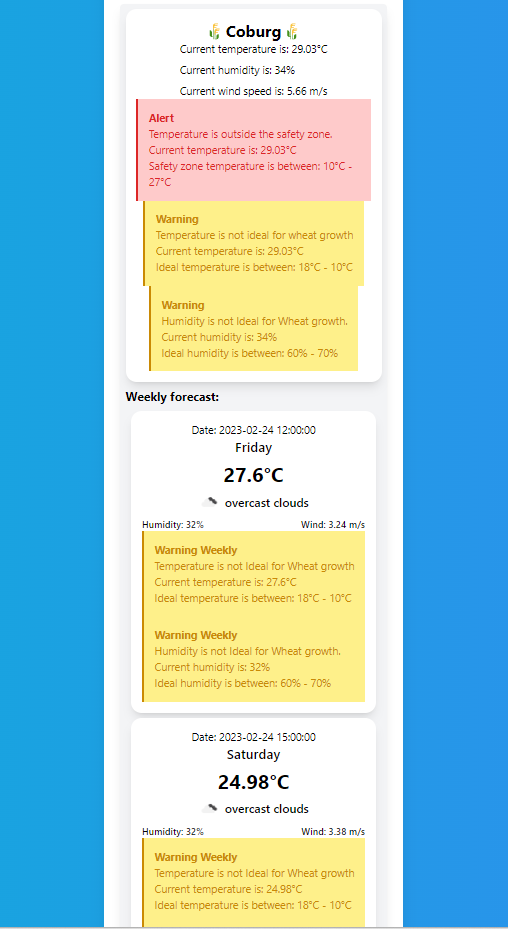 Coburg
Current temperature is: 29.03°C
Current humidity is: 34%
Current wind speed is: 5.66 m/s
Alert
Temperature is outside the safety zone.
Current temperature is: 29.03°C
Safety zone temperature is between: 10°C -
27°C
Warning
Temperature is not ideal for wheat growth
Current temperature is: 29.03°C
Ideal temperature is between: 18°C - 10°C
Warning
Humidity is not Ideal for Wheat growth.
Current humidity is: 34%
Ideal humidity is between: 60% - 70%
Weekly forecast:
Date: 2023-02-24 12:00:00
Friday
27.6°C
overcast clouds
Humidity: 32% Wind: 3.24 m/s
Warning Weekly
Temperature is not Ideal for Wheat growth
Current temperature is: 27.6°C
Ideal temperature is between: 18°C - 10°C
Warning Weekly
Humidity is not Ideal for Wheat growth.
Current humidity is: 32%
Ideal humidity is between: 60% - 70%
Date: 2023-02-24 15:00:00
Saturday
24.98°C
overcast clouds
Humidity: 32% Wind: 3.38 m/s
Warning Weekly
Temperature is not Ideal for Wheat growth
Current temperature is: 24.98°C
Ideal temperature is between: 18°C - 10°C